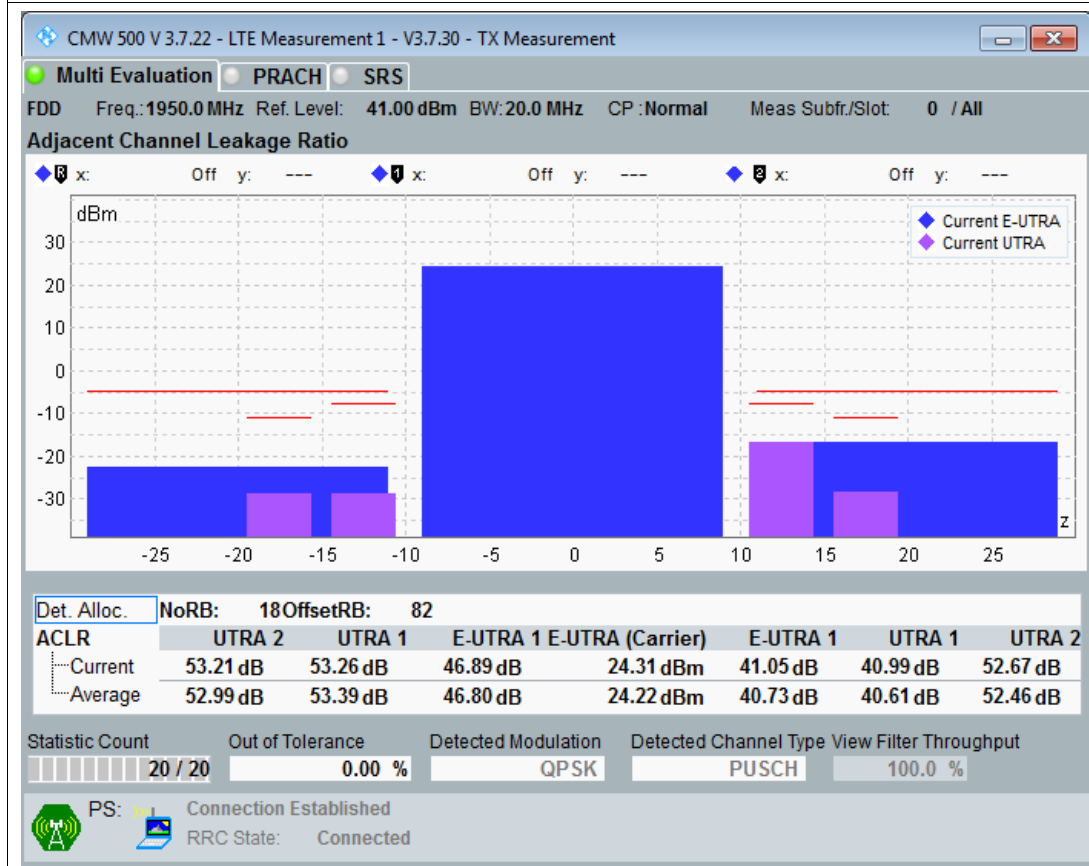 CMW 500 V 3.7.22 - LTE Measurement 1 - V3.7.30 - TX Measurement
Multi Evaluation PRACH SRS
FDD Freq.: 1950.0 MHz Ref. Level: 41.00 dBm BW: 20.0 MHz CP : Normal Meas Subfr./Slot: 0 / All
Adjacent Channel Leakage Ratio
R x: Off y: --- 1 x: Off y: --- 2 x: Off y: ---
dBm
Current E-UTRA
Current UTRA
30
20
10
0
-10
-20
-30
z
-25 -20 -15 -10 -5 0 5 10 15 20 25
Det. Alloc. NoRB: 18 OffsetRB: 82
ACLR UTRA 2 UTRA 1 E-UTRA 1 E-UTRA (Carrier) E-UTRA 1 UTRA 1 UTRA 2
Current 53.21 dB 53.26 dB 46.89 dB 24.31 dBm 41.05 dB 40.99 dB 52.67 dB
Average 52.99 dB 53.39 dB 46.80 dB 24.22 dBm 40.73 dB 40.61 dB 52.46 dB
Statistic Count Out of Tolerance Detected Modulation Detected Channel Type View Filter Throughput
20 / 20 0.00 % QPSK PUSCH 100.0 %
PS: Connection Established
RRC State: Connected